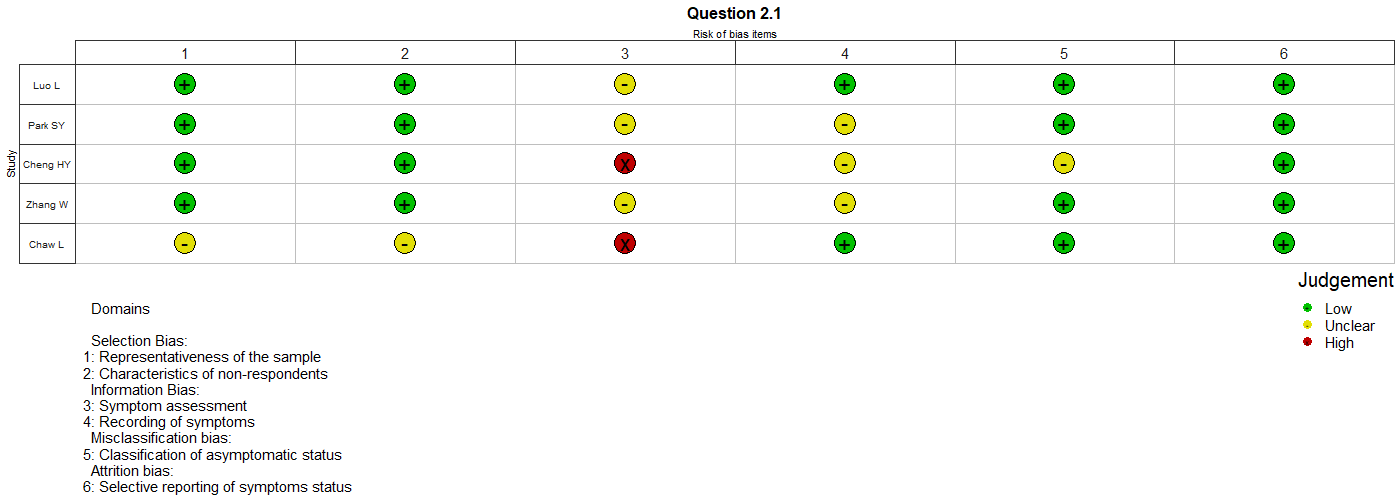 Question 2.1
Risk of bias items
1 2 3 4 5 6
Study
Luo L + + - + + +
Park SY + + - - + +
Cheng HY + + X - - +
Zhang W + + - - + +
Chaw L - - X + + +
Judgement
Low
Unclear
High
Domains
Selection Bias:
1: Representativeness of the sample
2: Characteristics of non-respondents
Information Bias:
3: Symptom assessment
4: Recording of symptoms
Misclassification bias:
5: Classification of asymptomatic status
Attrition bias:
6: Selective reporting of symptoms status